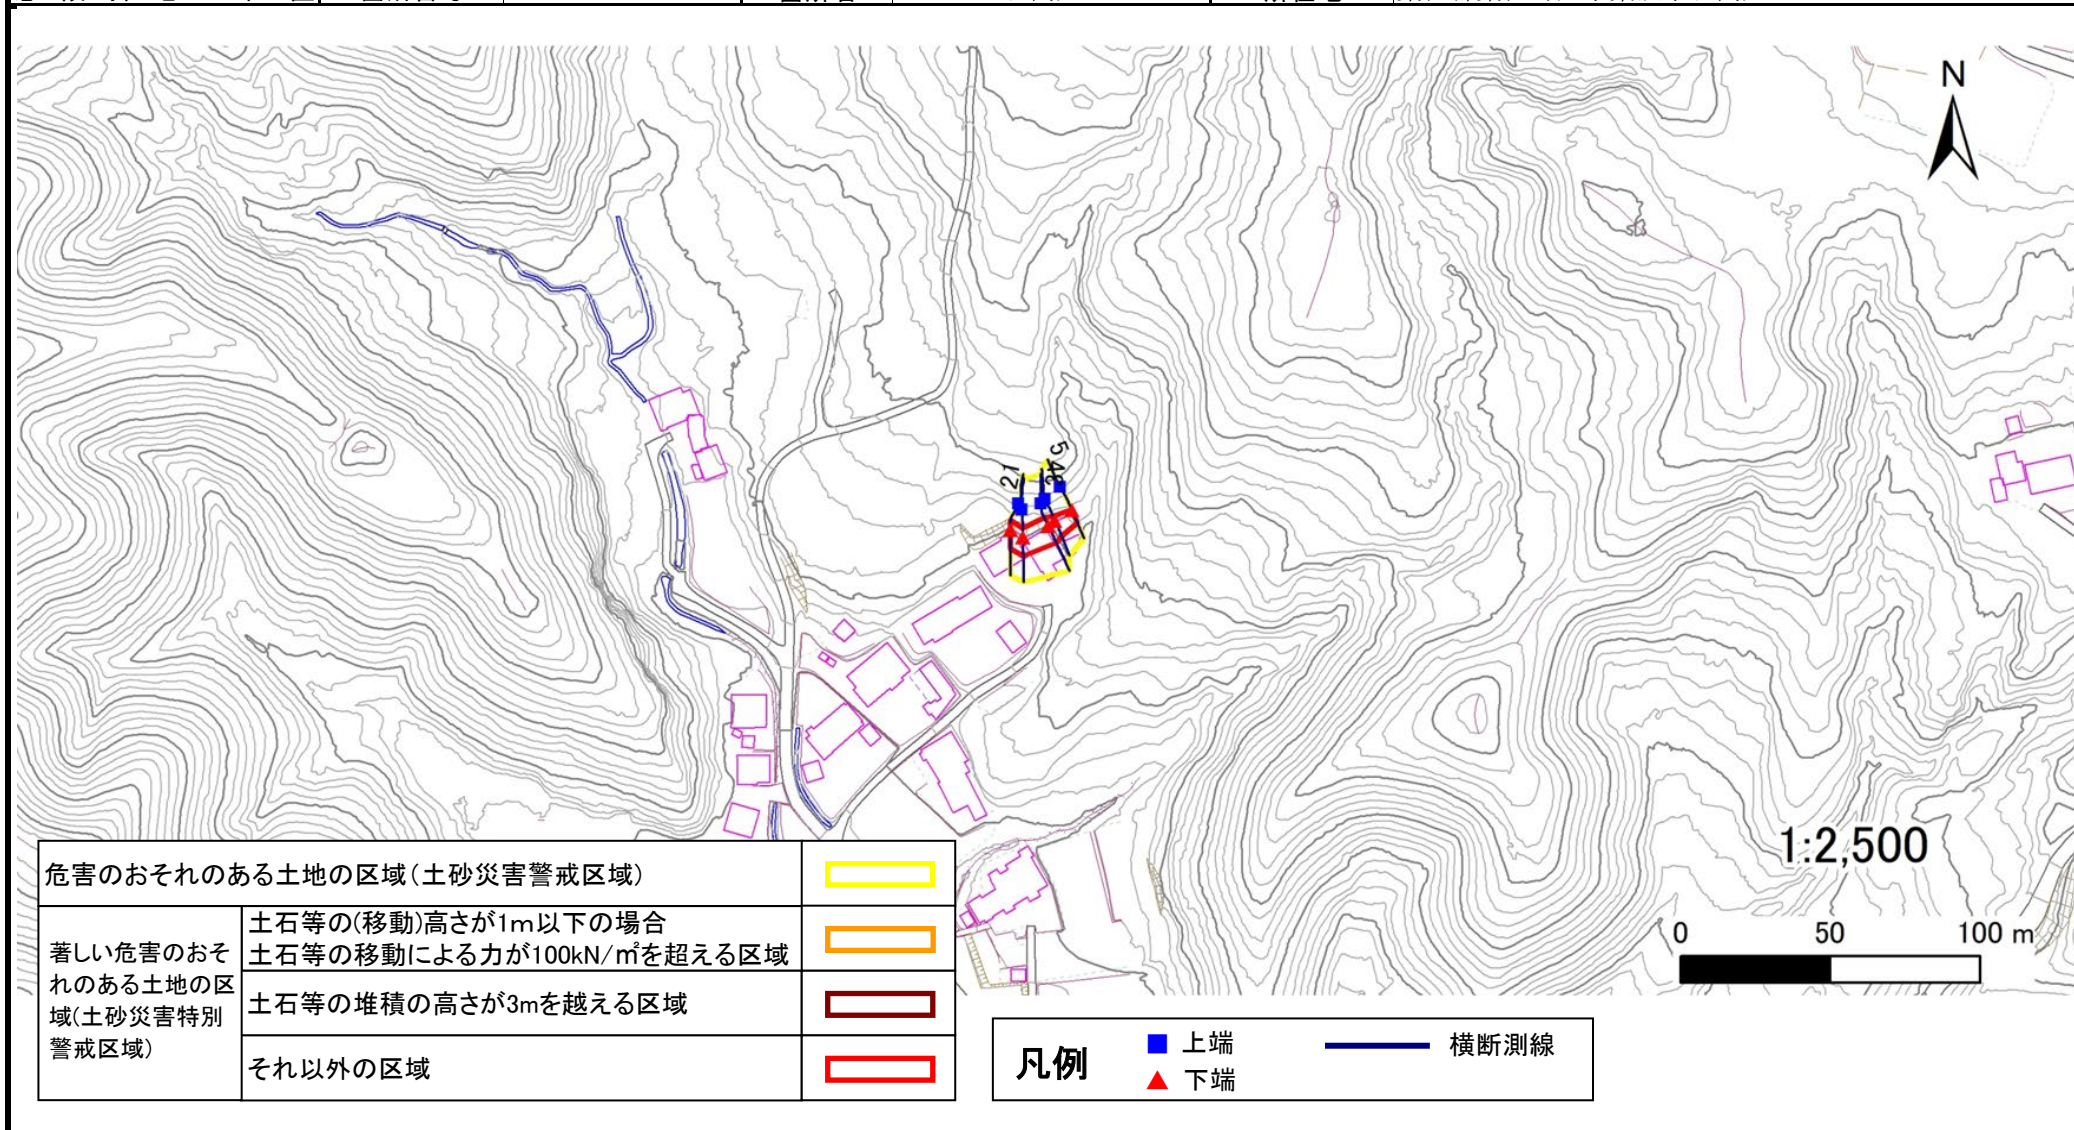 N
21
5
4
1:2,500
0 50 100 m
危害のおそれのある土地の区域(土砂災害警戒区域)
著しい危害のおそ
れのある土地の区
域(土砂災害特別
警戒区域)
土石等の(移動)高さが1m以下の場合
土石等の移動による力が100kN/㎡を超える区域
土石等の堆積の高さが3mを越える区域
それ以外の区域
凡例
上端
下端
横断測線